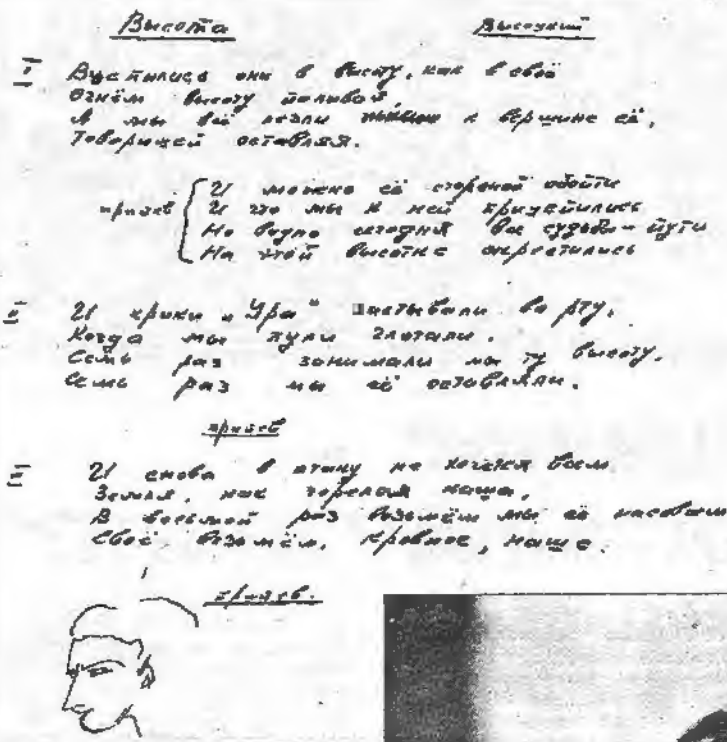 Высота Высоцкий
I Вцепились они в высоту, как в своё
Огнём высоту поливая,
А мы всё лезли к вершине её,
Товарищей оставляя.
припев И можно её стороной обойти
И что мы к ней прицепились
Но видно сегодня все судьбы-пути
На этой высотке скрестились
II И крики „Ура" застывали во рту,
Когда мы пули глотали.
Семь раз занимали мы ту высоту,
Семь раз мы её оставляли.
припев
III И снова в атаку не хочется всем
Земля, как горелая каша,
В восьмой раз возьмём мы её насовсем
Своё возьмём, кровное, наше.
припев.